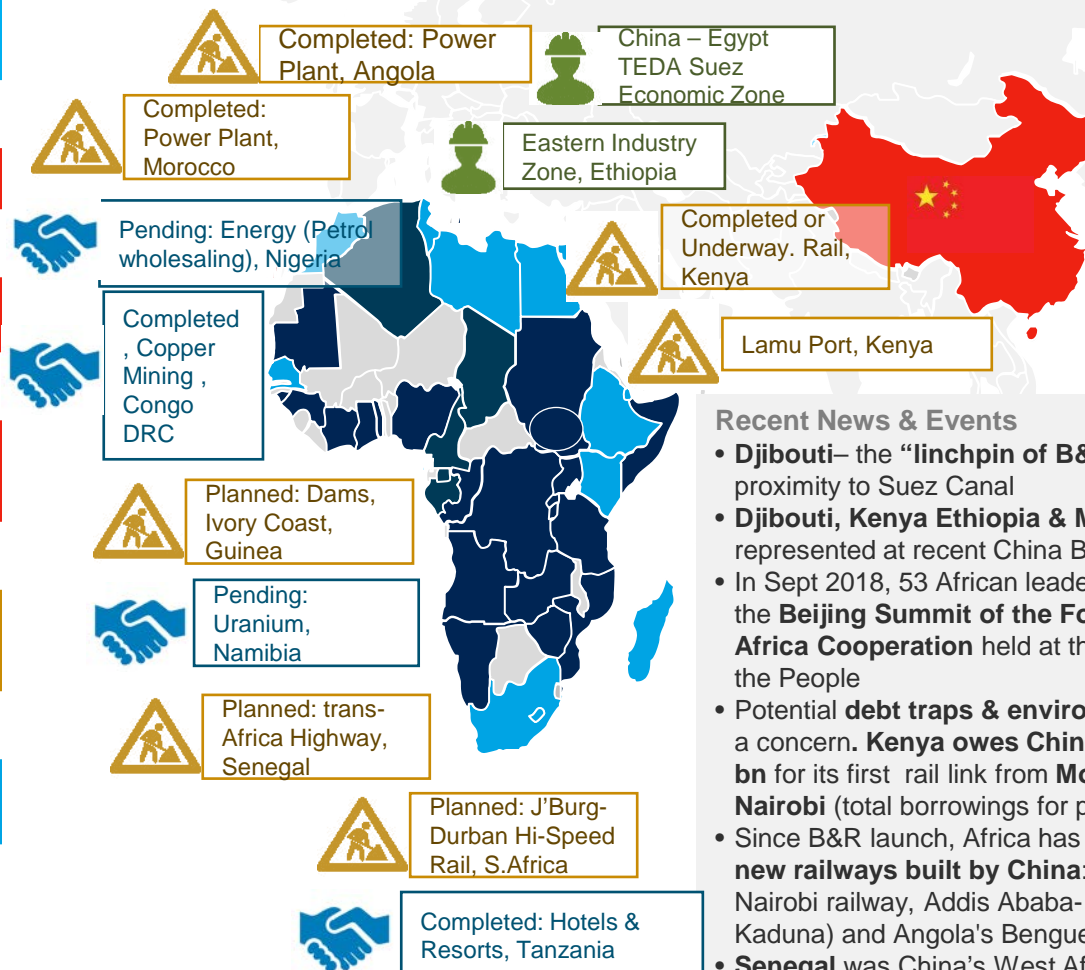 Completed: Power
Plant, Angola
China – Egypt
TEDA Suez
Economic Zone
Completed:
Power Plant,
Morocco
Eastern Industry
Zone, Ethiopia
Pending: Energy (Petrol
wholesaling), Nigeria
Completed or
Underway. Rail,
Kenya
Completed
, Copper
Mining ,
Congo
DRC
Lamu Port, Kenya
Planned: Dams,
Ivory Coast,
Guinea
Pending:
Uranium,
Namibia
Planned: trans-
Africa Highway,
Senegal
Planned: J'Burg-
Durban Hi-Speed
Rail, S.Africa
Completed: Hotels &
Resorts, Tanzania
Recent News & Events
• Djibouti– the “linchpin of B&
proximity to Suez Canal
• Djibouti, Kenya Ethiopia & M
represented at recent China B
• In Sept 2018, 53 African leade
the Beijing Summit of the Fo
Africa Cooperation held at th
the People
• Potential debt traps & enviro
a concern. Kenya owes Chin
bn for its first rail link from Mo
Nairobi (total borrowings for p
• Since B&R launch, Africa has
new railways built by China:
Nairobi railway, Addis Ababa-
Kaduna) and Angola's Bengue
• Senegal was China's West Af